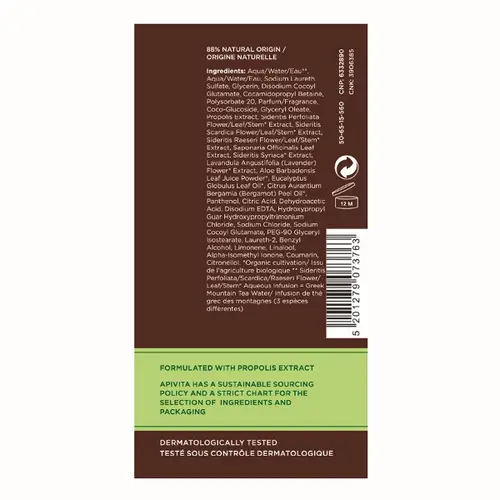 88% NATURAL ORIGIN /
ORIGINE NATURELLE
Ingredients: Aqua/Water/Eau**,
Aqua/Water/Eau, Sodium Laureth
Sulfate, Glycerin, Disodium Cocoyl
Glutamate, Cocamidopropyl Betaine,
Polysorbate 20, Parfum/Fragrance,
Coco-Glucoside, Glyceryl Oleate,
Propolis Extract, Sideritis Perfoliata
Flower/Leaf/Stem* Extract, Sideritis
Scardica Flower/Leaf/Stem* Extract,
Sideritis Raeseri Flower/Leaf/Stem*
Extract, Saponaria Officinalis Leaf
Extract, Sideritis Syriaca* Extract,
Lavandula Angustifolia (Lavender)
Flower* Extract, Aloe Barbadensis
Leaf Juice Powder*, Eucalyptus
Globulus Leaf Oil*, Citrus Aurantium
Bergamia (Bergamot) Peel Oil*,
Panthenol, Citric Acid, Dehydroacetic
Acid, Disodium EDTA, Hydroxypropyl
Guar Hydroxypropyltrimonium
Chloride, Sodium Chloride, Sodium
Cocoyl Glutamate, PEG-90 Glyceryl
Isostearate, Laureth-2, Benzyl
Alcohol, Limonene, Linalool,
Alpha-Isomethyl Ionone, Coumarin,
Citronellol. *Organic cultivation/ Issu
de l'agriculture biologique ** Sideritis
Perfoliata/Scardica/Raeseri Flower/
Leaf/Stem* Aqueous Infusion = Greek
Mountain Tea Water/ Infusion de thé
grec des montagnes (3 espèces
différentes)
50-65-15-560
CNP: 6332890
CNK: 3906385
12 M
5 201279 073763
FORMULATED WITH PROPOLIS EXTRACT
APIVITA HAS A SUSTAINABLE SOURCING
POLICY AND A STRICT CHART FOR THE
SELECTION OF INGREDIENTS AND
PACKAGING
DERMATOLOGICALLY TESTED
TESTÉ SOUS CONTRÔLE DERMATOLOGIQUE